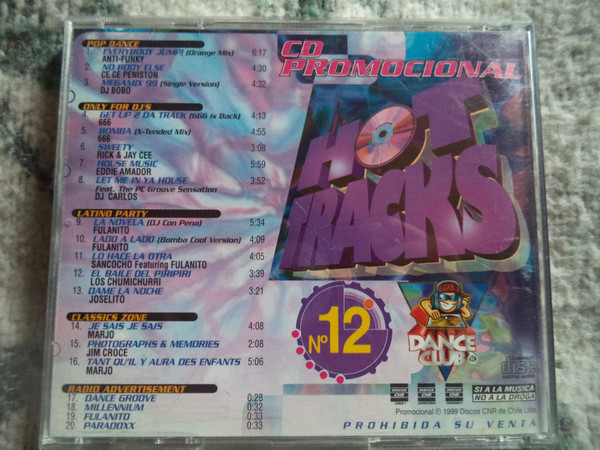 POP DANCE
1. EVERYBODY JUMP! (Orange Mix) 6:17
ANTI-FUNKY
2. NO BODY ELSE 4:30
CE CE PENISTON
3. MEGAMIX 99 (Single Version) 4:32
DJ BOBO
ONLY FOR DJ'S
4. GET UP 2 DA TRACK (666 Is Back) 4:13
666
5. BOMBA (X-Tended Mix) 4:55
666
6. SWEETY 3:08
RICK & JAY CEE
7. HOUSE MUSIC 5:59
EDDIE AMADOR
8. LET ME IN YA HOUSE 3:52
Feat. The PC Groove Sensation
DJ CARLOS
LATINO PARTY
9. LA NOVELA (DJ Con Pena) 5:34
FULANITO
10. LADO A LADO (Bomba Cool Version) 4:09
FULANITO
11. LO HACE LA OTRA 4:05
SANCOCHO Featuring FULANITO
12. EL BAILE DEL PIRIPIRI 3:39
LOS CHUMICHURRI
13. DAME LA NOCHE 3:21
JOSELITO
CLASSICS ZONE
14. JE SAIS JE SAIS 4:08
MARJO
15. PHOTOGRAPHS & MEMORIES 2:08
JIM CROCE
16. TANT QU'IL Y AURA DES ENFANTS 5:06
MARJO
RADIO ADVERTISEMENT
17. DANCE GROOVE 0:28
18. MILLENNIUM 0:32
19. FULANITO 0:33
20. PARADOXX 0:33
CD
PROMOCIONAL
HOT
TRACKS
Nº 12
DANCE
CLUB
disc
DISCOS CNR DISCOS CNR DISCOS CNR
SI A LA MUSICA
NO A LA DROGA
Promocional ℗ 1999 Discos CNR de Chile Ltda.
PROHIBIDA SU VENTA